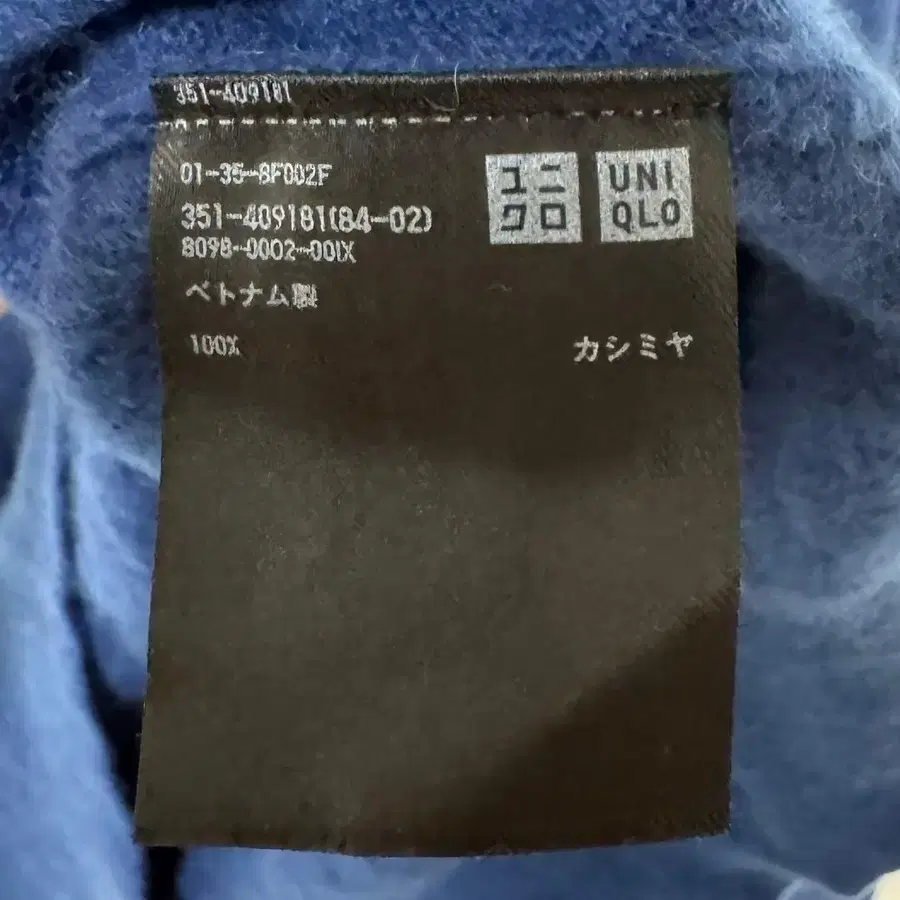 351-409181
01-35-8F002F
351-409181(84-02)
8098-0002-001X
ユニ
クロ
UNI
QLO
ベトナム製
100%
カシミヤ